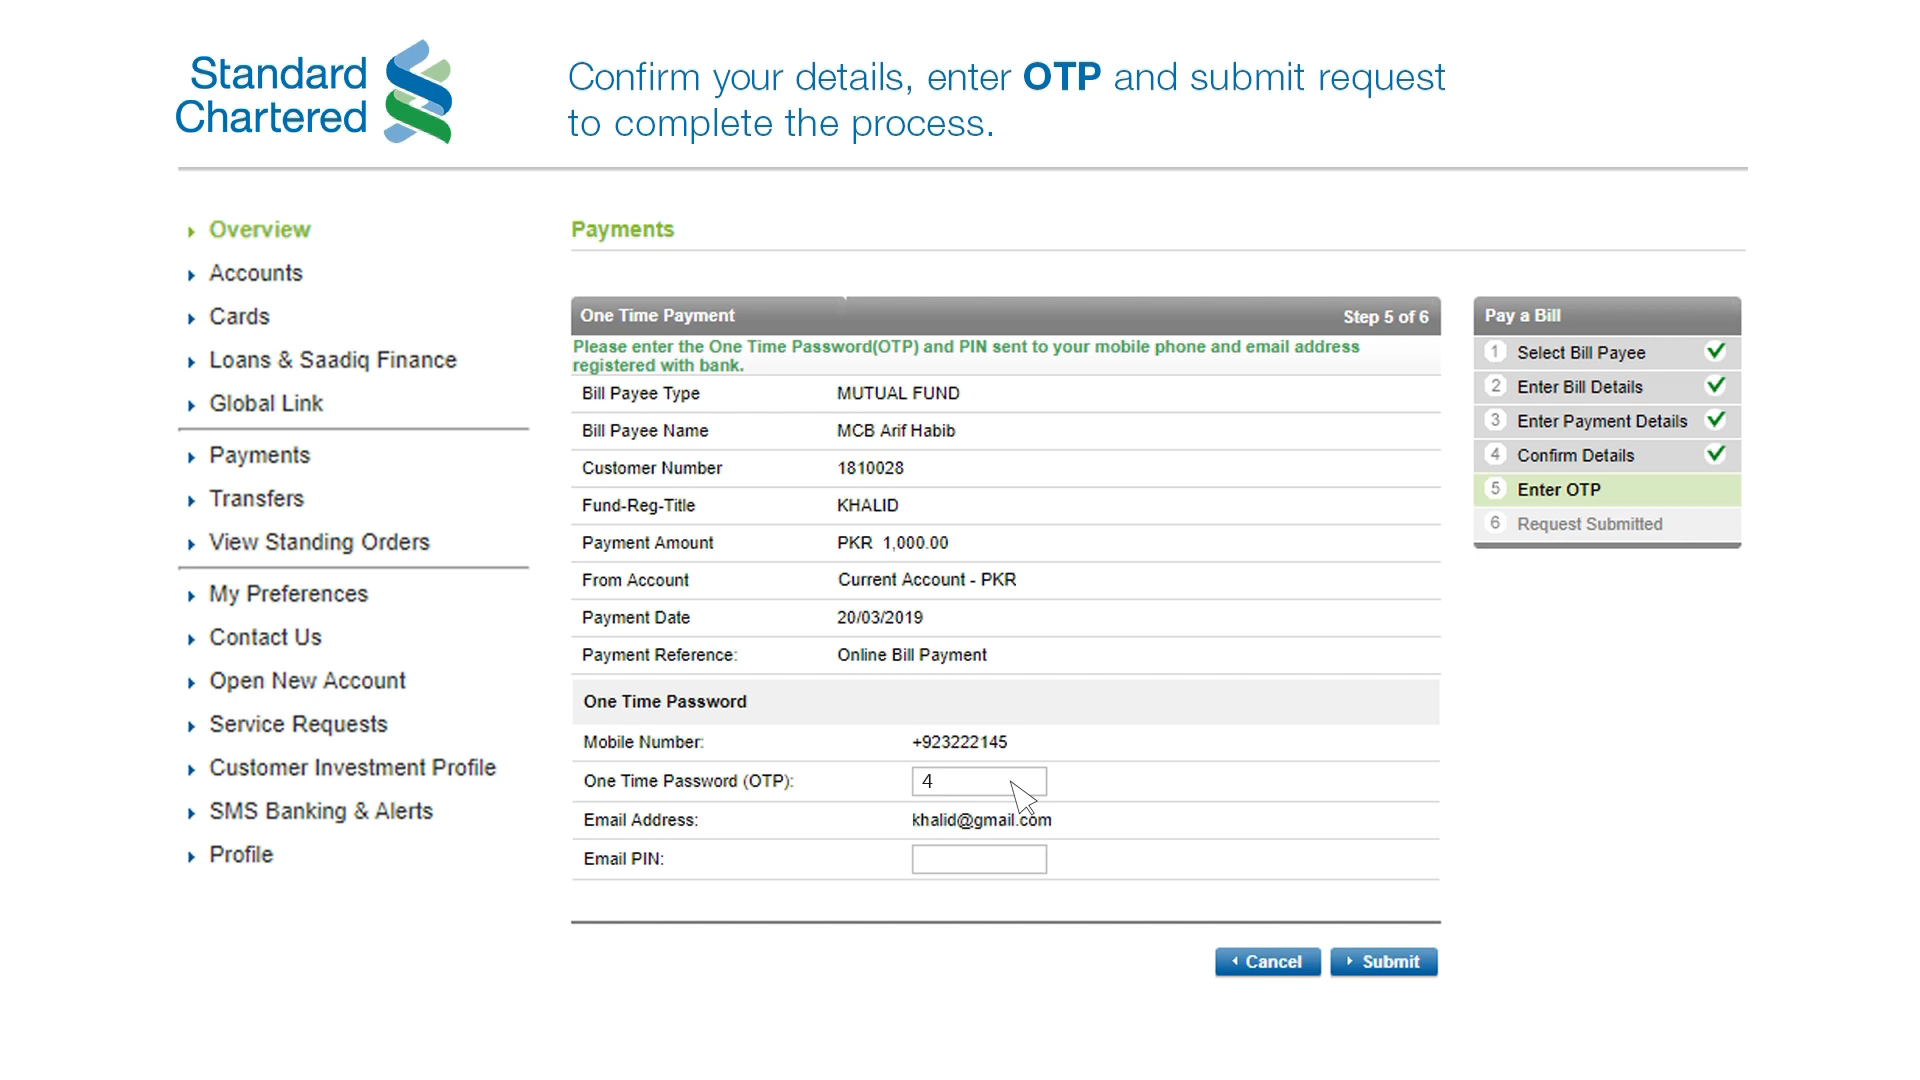 Standard
Chartered
Confirm your details, enter OTP and submit request
to complete the process.
Overview
Accounts
Cards
Loans & Saadiq Finance
Global Link
Payments
Transfers
View Standing Orders
My Preferences
Contact Us
Open New Account
Service Requests
Customer Investment Profile
SMS Banking & Alerts
Profile
Payments
One Time Payment Step 5 of 6
Please enter the One Time Password(OTP) and PIN sent to your mobile phone and email address
registered with bank.
Bill Payee Type MUTUAL FUND
Bill Payee Name MCB Arif Habib
Customer Number 1810028
Fund-Reg-Title KHALID
Payment Amount PKR 1,000.00
From Account Current Account - PKR
Payment Date 20/03/2019
Payment Reference: Online Bill Payment
One Time Password
Mobile Number: +923222145
One Time Password (OTP): 4
Email Address: khalid@gmail.com
Email PIN:
Cancel Submit
Pay a Bill
1 Select Bill Payee
2 Enter Bill Details
3 Enter Payment Details
4 Confirm Details
5 Enter OTP
6 Request Submitted